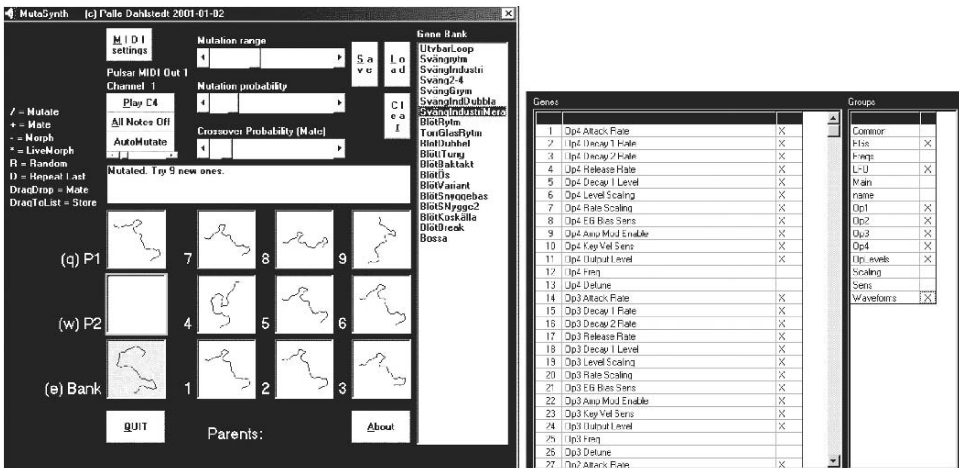 MutaSynth (c) Palle Dahlstedt 2001-01-02
MIDI settings
Pulsar MIDI Out 1
Channel 1
Play C4
All Notes Off
AutoMutate
Mutation range
Mutation probability
Crossover Probability (Mate)
Save
Load
Clear
/ = Mutate
+ = Mate
- = Morph
* = LiveMorph
R = Random
D = Repeat Last
DragDrop = Mate
DragToList = Store
Mutated. Try 9 new ones.
(q) P1
7
8
9
(w) P2
4
5
6
(e) Bank
1
2
3
QUIT
Parents:
About
Gene Bank
UtvbarLoop
Svängrytm
SvängIndustri
Sväng2-4
SvängGrym
SvängIndDubbla
SvängIndustriMera
BlötRytm
TonGlasRytm
BlötDubbel
BlötTung
BlötBaktakt
BlötÖs
BlötVariant
BlötSnyggebas
BlötSNygge2
BlötKoskälla
BlötBreak
Bossa
Genes
1 Op4 Attack Rate X
2 Op4 Decay 1 Rate X
3 Op4 Decay 2 Rate X
4 Op4 Release Rate X
5 Op4 Decay 1 Level X
6 Op4 Level Scaling X
7 Op4 Rate Scaling X
8 Op4 EG Bias Sens X
9 Op4 Amp Mod Enable X
10 Op4 Key Vel Sens X
11 Op4 Output Level X
12 Op4 Freq
13 Op4 Detune
14 Op3 Attack Rate X
15 Op3 Decay 1 Rate X
16 Op3 Decay 2 Rate X
17 Op3 Release Rate X
18 Op3 Decay 1 Level X
19 Op3 Level Scaling X
20 Op3 Rate Scaling X
21 Op3 EG Bias Sens X
22 Op3 Amp Mod Enable X
23 Op3 Key Vel Sens X
24 Op3 Output Level X
25 Op3 Freq
26 Op3 Detune
27 Op2 Attack Rate X
Groups
Common
EGs X
Freqs
LFO X
Main
name
Op1 X
Op2 X
Op3 X
Op4 X
OpLevels X
Scaling
Sens
Waveforms X